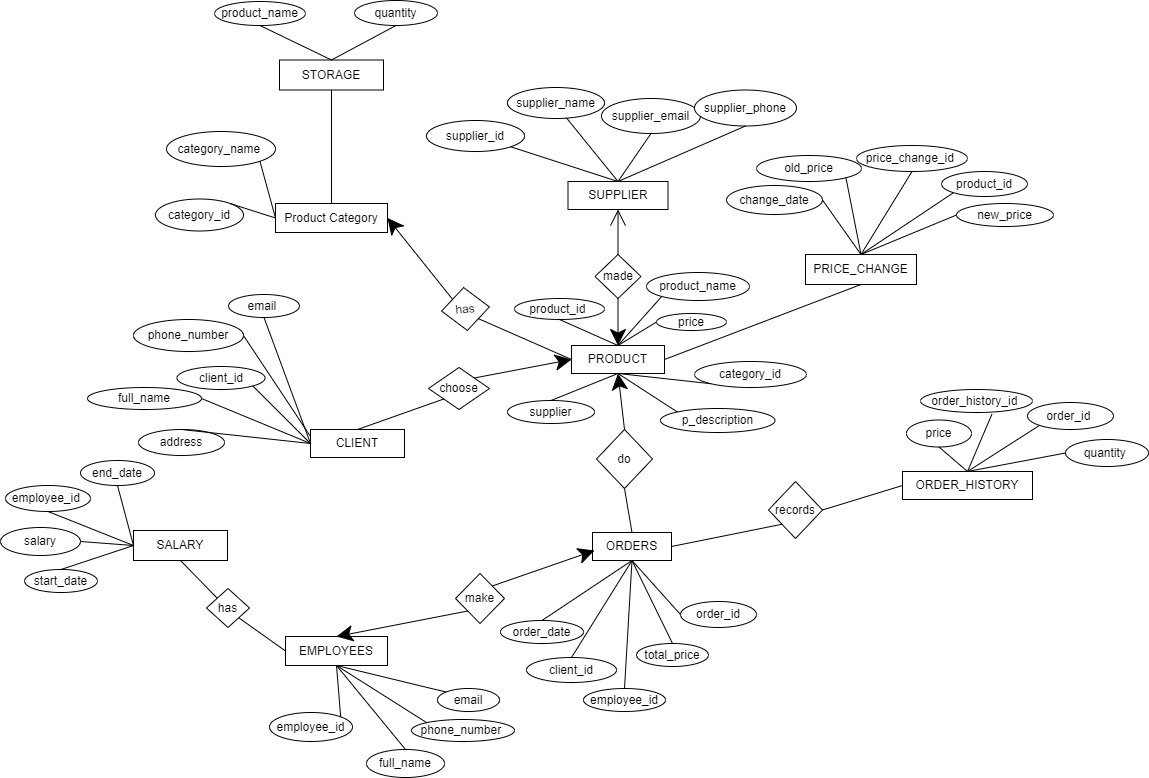 product_name
quantity
STORAGE
supplier_name
supplier_email
supplier_phone
supplier_id
category_name
category_id
Product Category
SUPPLIER
price_change_id
old_price
product_id
change_date
new_price
PRICE_CHANGE
made
has
product_name
product_id
price
PRODUCT
category_id
supplier
p_description
choose
email
phone_number
client_id
full_name
address
CLIENT
order_history_id
order_id
price
quantity
ORDER_HISTORY
do
records
end_date
employee_id
salary
start_date
SALARY
ORDERS
has
make
order_date
order_id
client_id
total_price
employee_id
EMPLOYEES
email
employee_id
phone_number
full_name